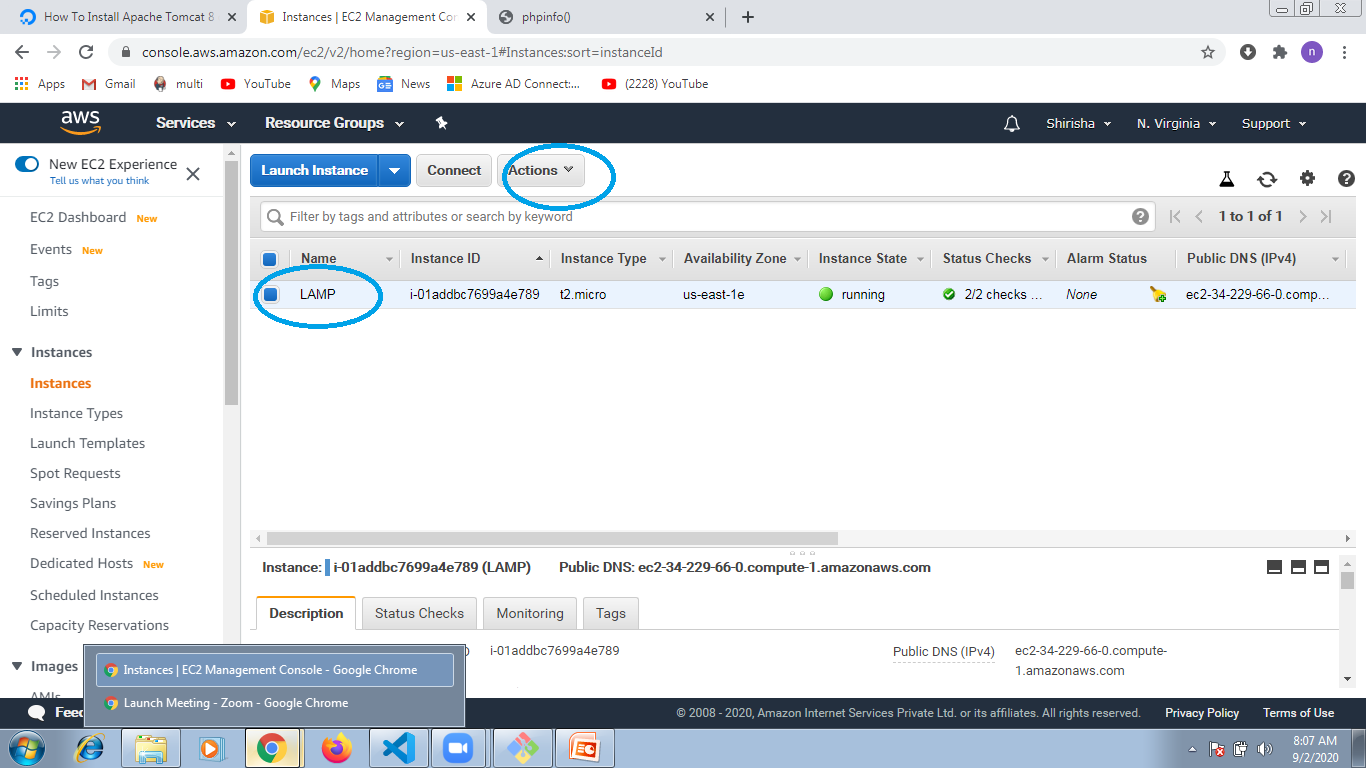 How To Install Apache Tomcat 8
Instances | EC2 Management Con
phpinfo()
console.aws.amazon.com/ec2/v2/home?region=us-east-1#Instances:sort=instanceId
n
Apps Gmail multi YouTube Maps News Azure AD Connect:... (2228) YouTube
aws Services Resource Groups Shirisha N. Virginia Support
New EC2 Experience
Tell us what you think
EC2 Dashboard New
Events New
Tags
Limits
Instances
Instances
Instance Types
Launch Templates
Spot Requests
Savings Plans
Reserved Instances
Dedicated Hosts New
Scheduled Instances
Capacity Reservations
Images
AMIs
Launch Instance Connect Actions
Filter by tags and attributes or search by keyword
1 to 1 of 1
Name Instance ID Instance Type Availability Zone Instance State Status Checks Alarm Status Public DNS (IPv4)
LAMP i-01addbc7699a4e789 t2.micro us-east-1e running 2/2 checks ... None ec2-34-229-66-0.compu...
Instance: i-01addbc7699a4e789 (LAMP) Public DNS: ec2-34-229-66-0.compute-1.amazonaws.com
Description Status Checks Monitoring Tags
i-01addbc7699a4e789 Public DNS (IPv4) ec2-34-229-66-0.compute-
1.amazonaws.com
Instances | EC2 Management Console - Google Chrome
Launch Meeting - Zoom - Google Chrome
© 2008 - 2020, Amazon Internet Services Private Ltd. or its affiliates. All rights reserved. Privacy Policy Terms of Use
8:07 AM
9/2/2020